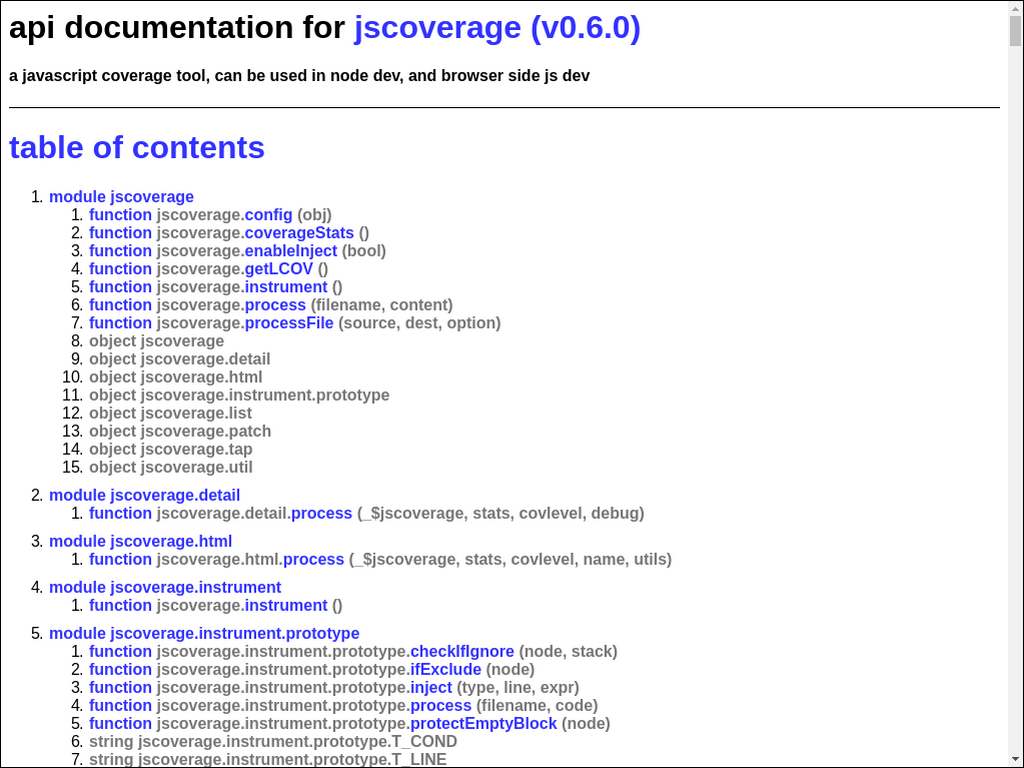 api documentation for jscoverage (v0.6.0)
a javascript coverage tool, can be used in node dev, and browser side js dev
table of contents
1. module jscoverage
1. function jscoverage.config (obj)
2. function jscoverage.coverageStats ()
3. function jscoverage.enableInject (bool)
4. function jscoverage.getLCOV ()
5. function jscoverage.instrument ()
6. function jscoverage.process (filename, content)
7. function jscoverage.processFile (source, dest, option)
8. object jscoverage
9. object jscoverage.detail
10. object jscoverage.html
11. object jscoverage.instrument.prototype
12. object jscoverage.list
13. object jscoverage.patch
14. object jscoverage.tap
15. object jscoverage.util
2. module jscoverage.detail
1. function jscoverage.detail.process (_$jscoverage, stats, covlevel, debug)
3. module jscoverage.html
1. function jscoverage.html.process (_$jscoverage, stats, covlevel, name, utils)
4. module jscoverage.instrument
1. function jscoverage.instrument ()
5. module jscoverage.instrument.prototype
1. function jscoverage.instrument.prototype.checkIfIgnore (node, stack)
2. function jscoverage.instrument.prototype.ifExclude (node)
3. function jscoverage.instrument.prototype.inject (type, line, expr)
4. function jscoverage.instrument.prototype.process (filename, code)
5. function jscoverage.instrument.prototype.protectEmptyBlock (node)
6. string jscoverage.instrument.prototype.T_COND
7. string jscoverage.instrument.prototype.T_LINE